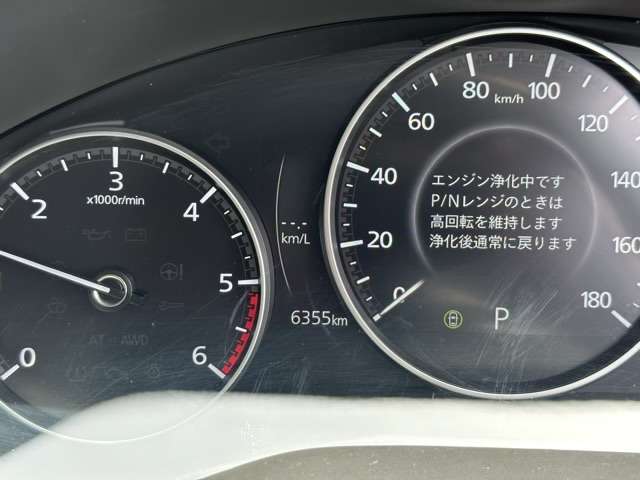 80 km/h 100
60
120
40
140
20
160
0
180
エンジン浄化中です
P/Nレンジのときは
高回転を維持します
浄化後通常に戻ります
P
--.-
km/L
6355km
3
x1000r/min
2
4
5
0
6
AT AWD